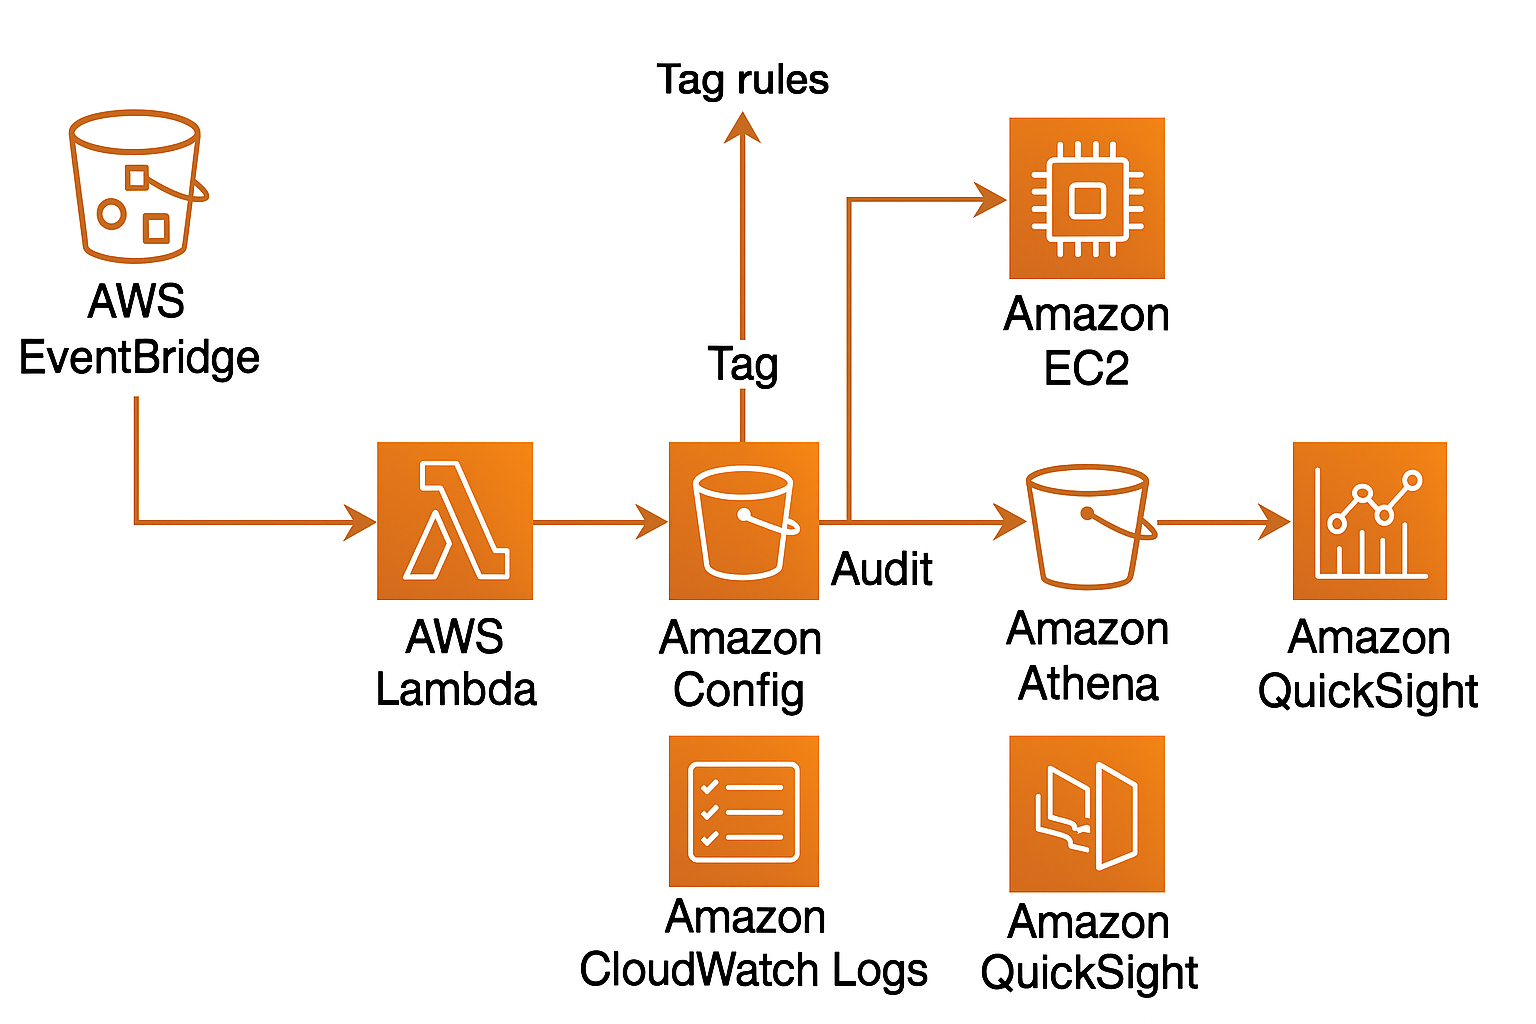 Tag rules
AWS
EventBridge
Amazon
EC2
Tag
Audit
AWS
Lambda
Amazon
Config
Amazon
Athena
Amazon
QuickSight
Amazon
CloudWatch Logs
Amazon
QuickSight